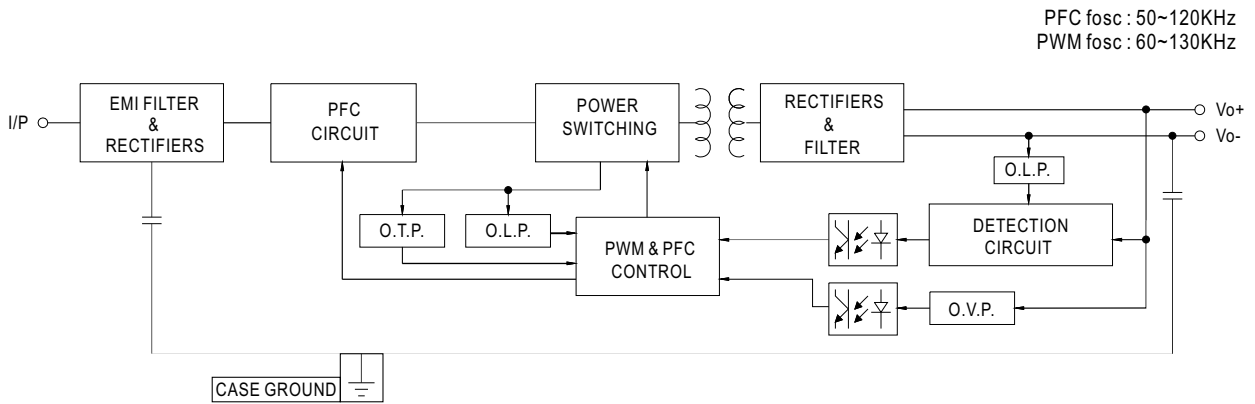 PFC fosc : 50~120KHz
PWM fosc : 60~130KHz
I/P
EMI FILTER
&
RECTIFIERS
PFC
CIRCUIT
POWER
SWITCHING
RECTIFIERS
&
FILTER
Vo+
Vo-
O.L.P.
O.T.P.
O.L.P.
PWM & PFC
CONTROL
DETECTION
CIRCUIT
O.V.P.
CASE GROUND